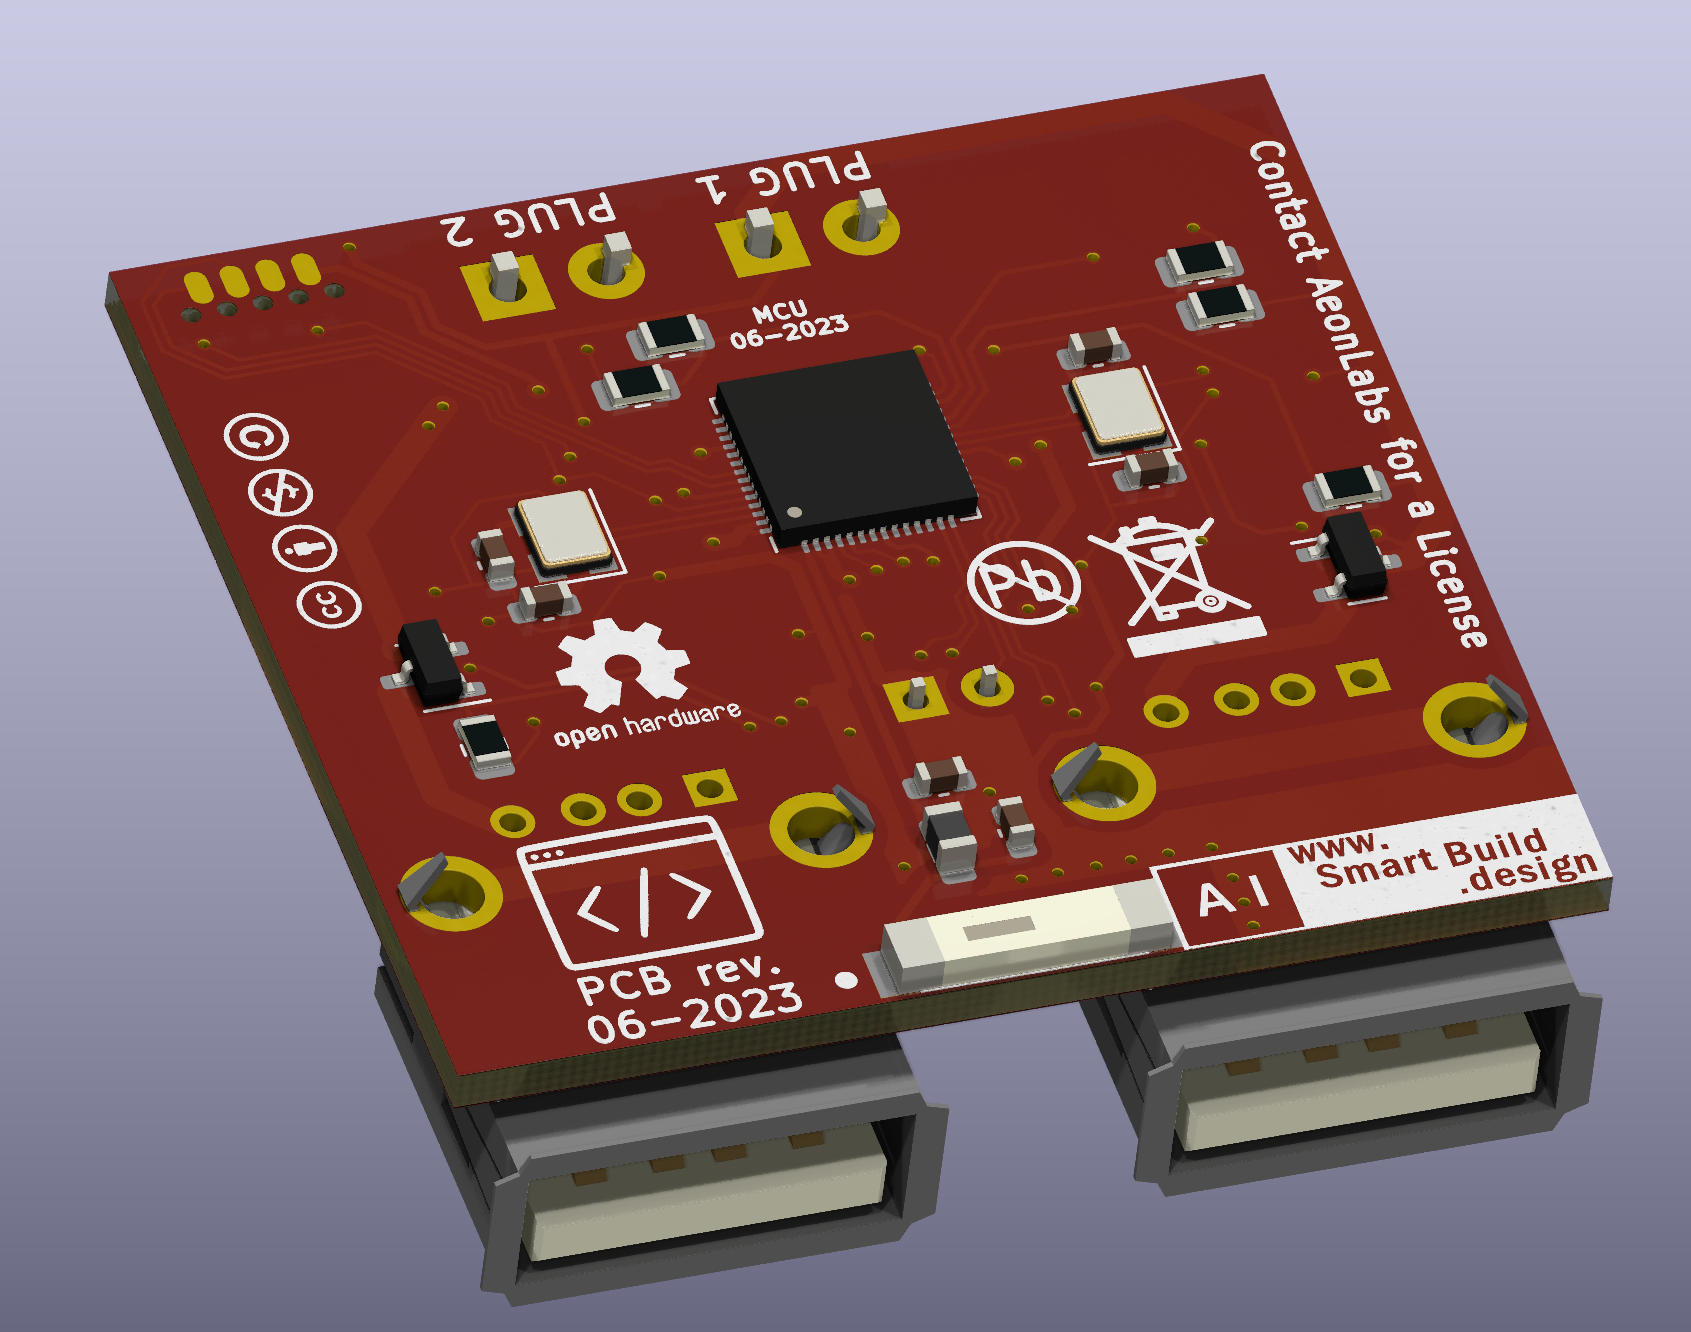 PLUG 2
PLUG 1
MCU
06-2023
Contact AeonLabs for a License
Pb
open hardware
</>
PCB rev.
06-2023
AI
www.
Smart Build
.design